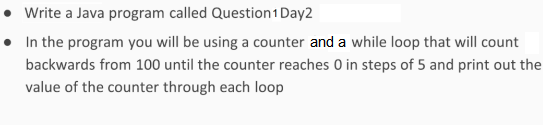 • Write a Java program called Question1Day2
• In the program you will be using a counter and a while loop that will count
backwards from 100 until the counter reaches 0 in steps of 5 and print out the
value of the counter through each loop